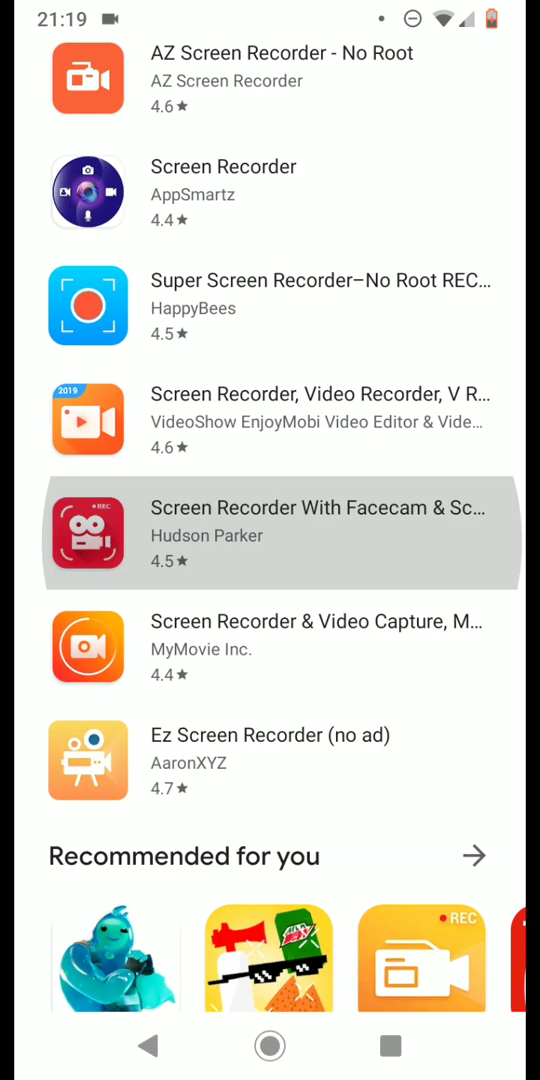 21:19
AZ Screen Recorder - No Root
AZ Screen Recorder
4.6★
Screen Recorder
AppSmartz
4.4★
Super Screen Recorder–No Root REC...
HappyBees
4.5★
2019
Screen Recorder, Video Recorder, V R...
VideoShow EnjoyMobi Video Editor & Vide...
4.6★
REC
Screen Recorder With Facecam & Sc...
Hudson Parker
4.5★
Screen Recorder & Video Capture, M...
MyMovie Inc.
4.4★
Ez Screen Recorder (no ad)
AaronXYZ
4.7★
Recommended for you
REC